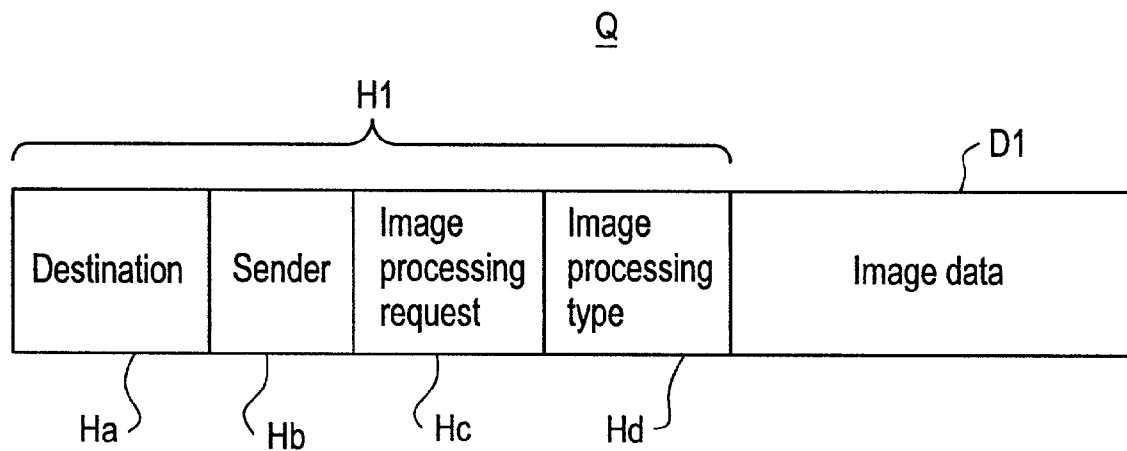 Q
H1
D1
Destination
Sender
Image
processing
request
Image
processing
type
Image data
Ha
Hb
Hc
Hd